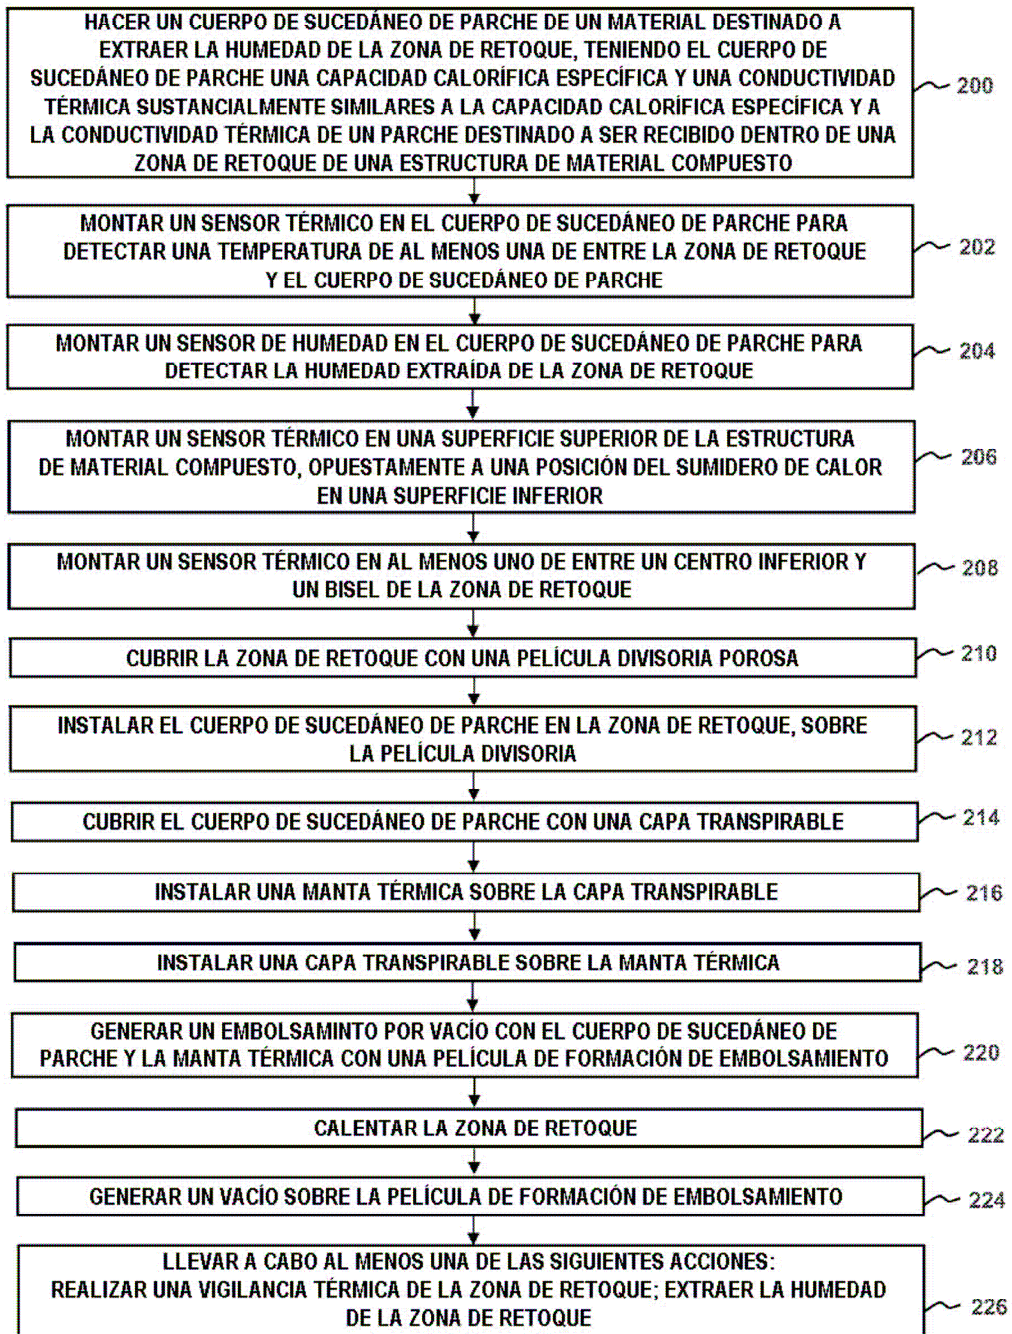 HACER UN CUERPO DE SUCEDÁNEO DE PARCHE DE UN MATERIAL DESTINADO A
EXTRAER LA HUMEDAD DE LA ZONA DE RETOQUE, TENIENDO EL CUERPO DE
SUCEDÁNEO DE PARCHE UNA CAPACIDAD CALORÍFICA ESPECÍFICA Y UNA CONDUCTIVIDAD
TÉRMICA SUSTANCIALMENTE SIMILARES A LA CAPACIDAD CALORÍFICA ESPECÍFICA Y A
LA CONDUCTIVIDAD TÉRMICA DE UN PARCHE DESTINADO A SER RECIBIDO DENTRO DE UNA
ZONA DE RETOQUE DE UNA ESTRUCTURA DE MATERIAL COMPUESTO
200
MONTAR UN SENSOR TÉRMICO EN EL CUERPO DE SUCEDÁNEO DE PARCHE PARA
DETECTAR UNA TEMPERATURA DE AL MENOS UNA DE ENTRE LA ZONA DE RETOQUE
Y EL CUERPO DE SUCEDÁNEO DE PARCHE
202
MONTAR UN SENSOR DE HUMEDAD EN EL CUERPO DE SUCEDÁNEO DE PARCHE PARA
DETECTAR LA HUMEDAD EXTRAÍDA DE LA ZONA DE RETOQUE
204
MONTAR UN SENSOR TÉRMICO EN UNA SUPERFICIE SUPERIOR DE LA ESTRUCTURA
DE MATERIAL COMPUESTO, OPUESTAMENTE A UNA POSICIÓN DEL SUMIDERO DE CALOR
EN UNA SUPERFICIE INFERIOR
206
MONTAR UN SENSOR TÉRMICO EN AL MENOS UNO DE ENTRE UN CENTRO INFERIOR Y
UN BISEL DE LA ZONA DE RETOQUE
208
CUBRIR LA ZONA DE RETOQUE CON UNA PELÍCULA DIVISORIA POROSA
210
INSTALAR EL CUERPO DE SUCEDÁNEO DE PARCHE EN LA ZONA DE RETOQUE, SOBRE
LA PELÍCULA DIVISORIA
212
CUBRIR EL CUERPO DE SUCEDÁNEO DE PARCHE CON UNA CAPA TRANSPIRABLE
214
INSTALAR UNA MANTA TÉRMICA SOBRE LA CAPA TRANSPIRABLE
216
INSTALAR UNA CAPA TRANSPIRABLE SOBRE LA MANTA TÉRMICA
218
GENERAR UN EMBOLSAMINTO POR VACÍO CON EL CUERPO DE SUCEDÁNEO DE
PARCHE Y LA MANTA TÉRMICA CON UNA PELÍCULA DE FORMACIÓN DE EMBOLSAMIENTO
220
CALENTAR LA ZONA DE RETOQUE
222
GENERAR UN VACÍO SOBRE LA PELÍCULA DE FORMACIÓN DE EMBOLSAMIENTO
224
LLEVAR A CABO AL MENOS UNA DE LAS SIGUIENTES ACCIONES:
REALIZAR UNA VIGILANCIA TÉRMICA DE LA ZONA DE RETOQUE; EXTRAER LA HUMEDAD
DE LA ZONA DE RETOQUE
226